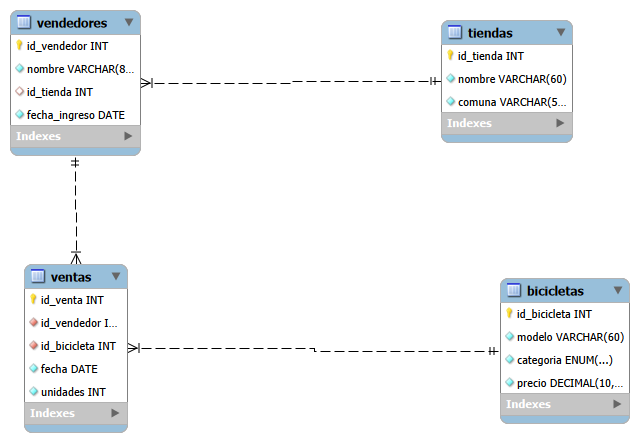 vendedores
id_vendedor INT
nombre VARCHAR(8...
id_tienda INT
fecha_ingreso DATE
Indexes
tiendas
id_tienda INT
nombre VARCHAR(60)
comuna VARCHAR(5...
Indexes
ventas
id_venta INT
id_vendedor I...
id_bicicleta INT
fecha DATE
unidades INT
Indexes
bicicletas
id_bicicleta INT
modelo VARCHAR(60)
categoria ENUM(...)
precio DECIMAL(10,...
Indexes